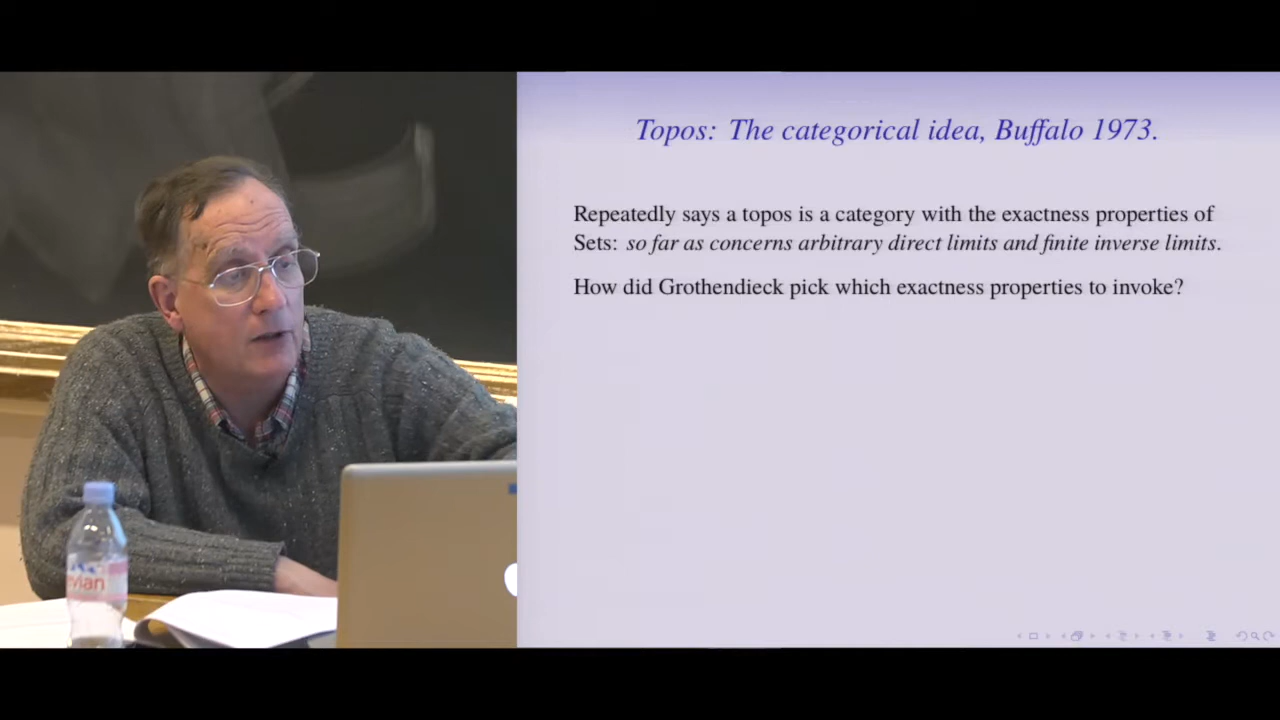 Topos: The categorical idea, Buffalo 1973.
Repeatedly says a topos is a category with the exactness properties of
Sets: so far as concerns arbitrary direct limits and finite inverse limits.
How did Grothendieck pick which exactness properties to invoke?
evian